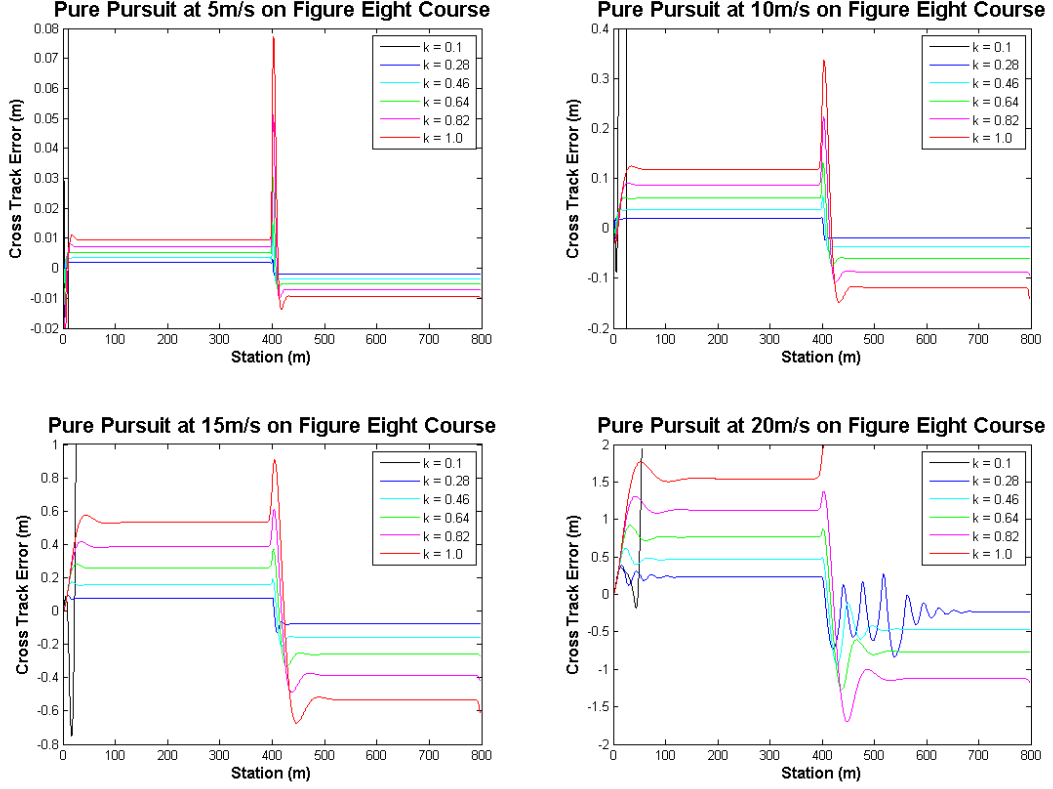 Pure Pursuit at 5m/s on Figure Eight Course
Cross Track Error (m)
0.08
0.07
0.06
0.05
0.04
0.03
0.02
0.01
0
-0.01
-0.02
k = 0.1
k = 0.28
k = 0.46
k = 0.64
k = 0.82
k = 1.0
0 100 200 300 400 500 600 700 800
Station (m)
Pure Pursuit at 10m/s on Figure Eight Course
Cross Track Error (m)
0.4
0.3
0.2
0.1
0
-0.1
-0.2
k = 0.1
k = 0.28
k = 0.46
k = 0.64
k = 0.82
k = 1.0
0 100 200 300 400 500 600 700 800
Station (m)
Pure Pursuit at 15m/s on Figure Eight Course
Cross Track Error (m)
1
0.8
0.6
0.4
0.2
0
-0.2
-0.4
-0.6
-0.8
k = 0.1
k = 0.28
k = 0.46
k = 0.64
k = 0.82
k = 1.0
0 100 200 300 400 500 600 700 800
Station (m)
Pure Pursuit at 20m/s on Figure Eight Course
Cross Track Error (m)
2
1.5
1
0.5
0
-0.5
-1
-1.5
-2
k = 0.1
k = 0.28
k = 0.46
k = 0.64
k = 0.82
k = 1.0
0 100 200 300 400 500 600 700 800
Station (m)